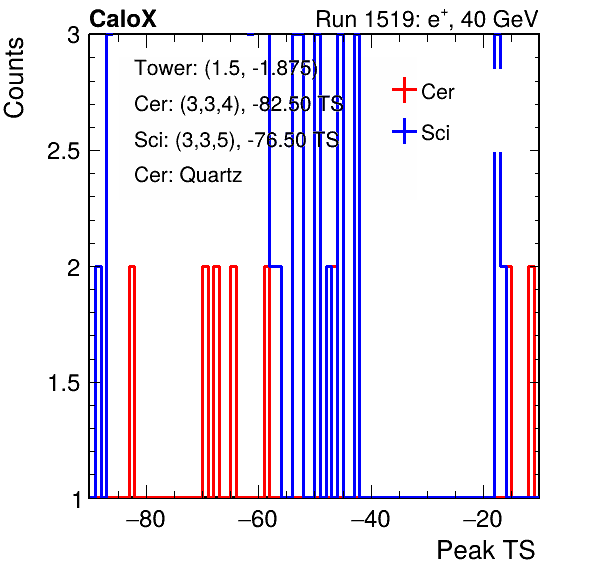 CaloX Run 1519: e⁺, 40 GeV
Counts
Tower: (1.5, -1.875)
Cer: (3,3,4), -82.50 TS
Sci: (3,3,5), -76.50 TS
Cer: Quartz
Cer
Sci
3
2.5
2
1.5
1
−80 −60 −40 −20
Peak TS